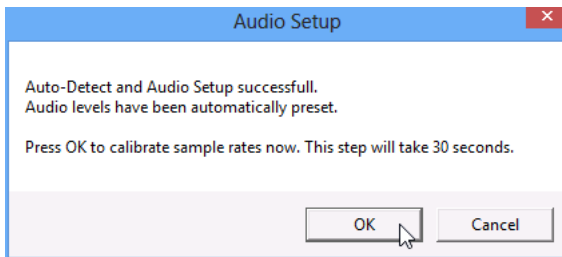 Audio Setup
Auto-Detect and Audio Setup successfull.
Audio levels have been automatically preset.
Press OK to calibrate sample rates now. This step will take 30 seconds.
OK
Cancel